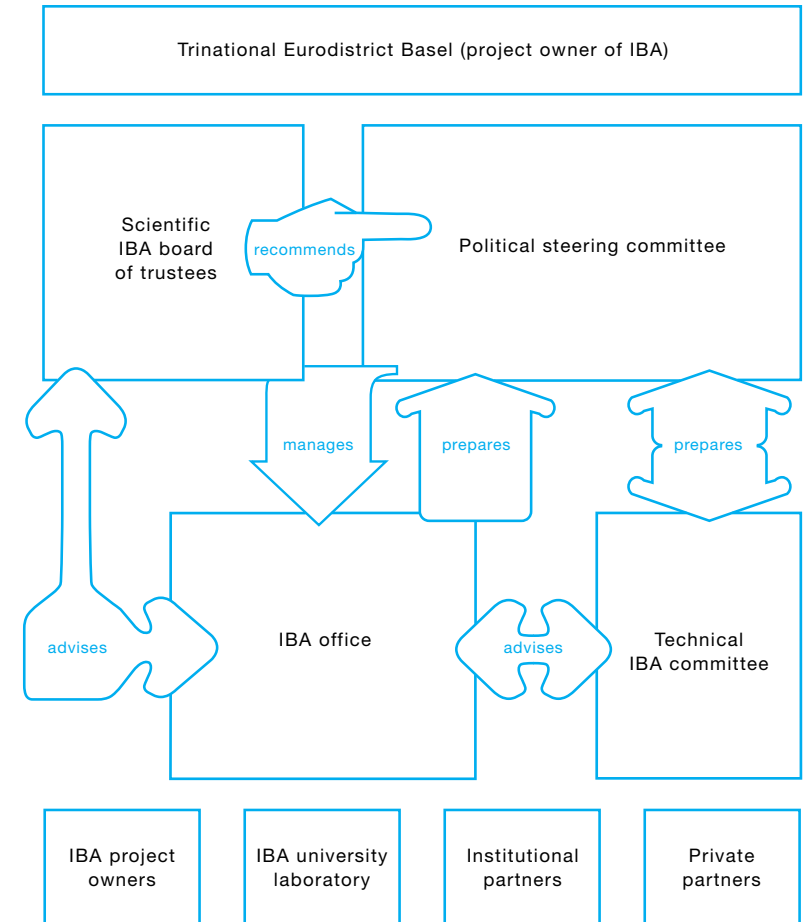 Trinational Eurodistrict Basel (project owner of IBA)
Scientific
IBA board
of trustees
recommends
Political steering committee
manages
prepares
prepares
advises
IBA office
advises
Technical
IBA committee
IBA project
owners
IBA university
laboratory
Institutional
partners
Private
partners